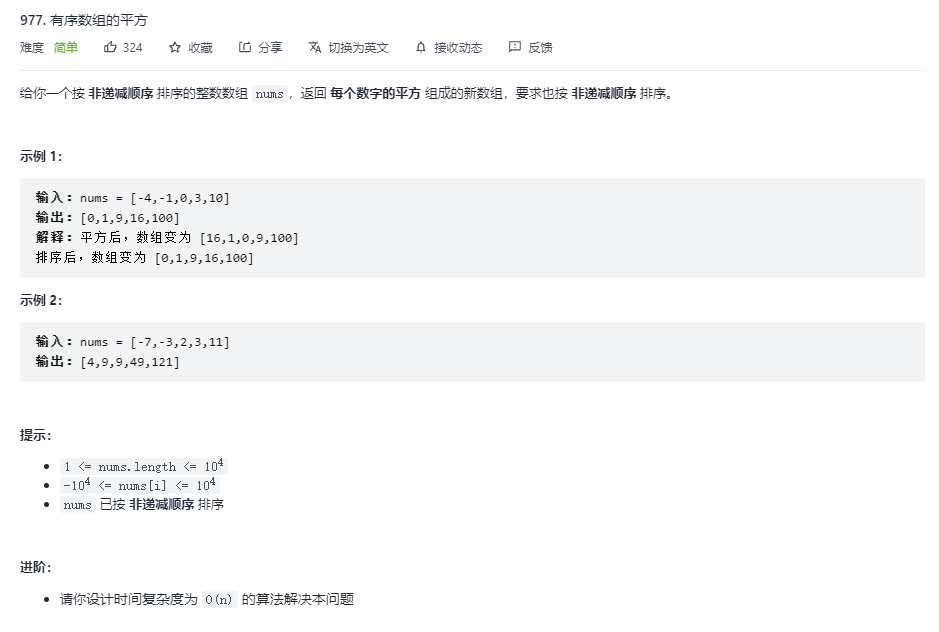 977. 有序数组的平方
难度 简单 324 收藏 分享 切换为英文 接收动态 反馈
给你一个按 非递减顺序 排序的整数数组 nums，返回 每个数字的平方 组成的新数组，要求也按 非递减顺序 排序。
示例 1：
输入：nums = [-4,-1,0,3,10]
输出：[0,1,9,16,100]
解释：平方后，数组变为 [16,1,0,9,100]
排序后，数组变为 [0,1,9,16,100]
示例 2：
输入：nums = [-7,-3,2,3,11]
输出：[4,9,9,49,121]
提示：
1 <= nums.length <= 10⁴
-10⁴ <= nums[i] <= 10⁴
nums 已按 非递减顺序 排序
进阶：
请你设计时间复杂度为 O(n) 的算法解决本问题